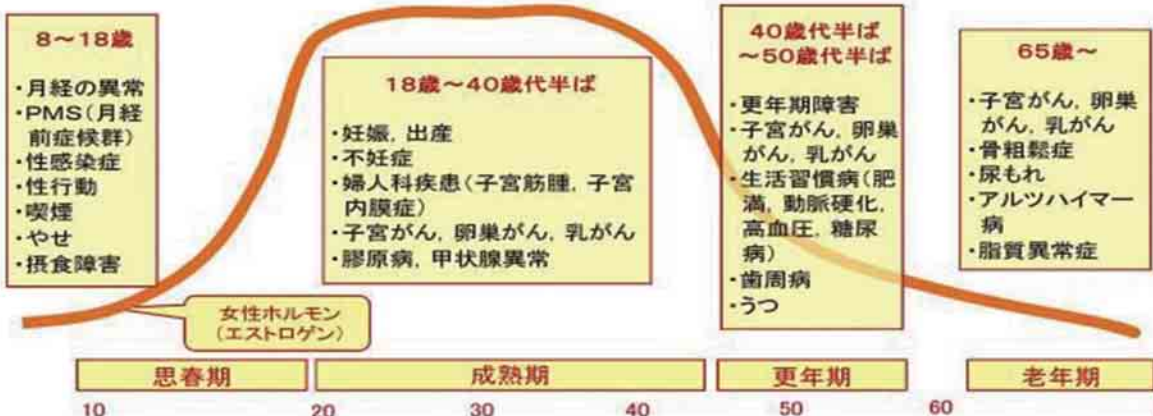 8～18歳
・月経の異常
・PMS(月経
前症候群)
・性感染症
・性行動
・喫煙
・やせ
・摂食障害
18歳～40歳代半ば
・妊娠, 出産
・不妊症
・婦人科疾患(子宮筋腫, 子宮
内膜症)
・子宮がん, 卵巣がん, 乳がん
・膠原病, 甲状腺異常
40歳代半ば
～50歳代半ば
・更年期障害
・子宮がん, 卵巣
がん, 乳がん
・生活習慣病(肥
満, 動脈硬化,
高血圧, 糖尿
病)
・歯周病
・うつ
65歳～
・子宮がん, 卵巣
がん, 乳がん
・骨粗鬆症
・尿もれ
・アルツハイマー
病
・脂質異常症
女性ホルモン
(エストロゲン)
思春期 成熟期 更年期 老年期
10 20 30 40 50 60